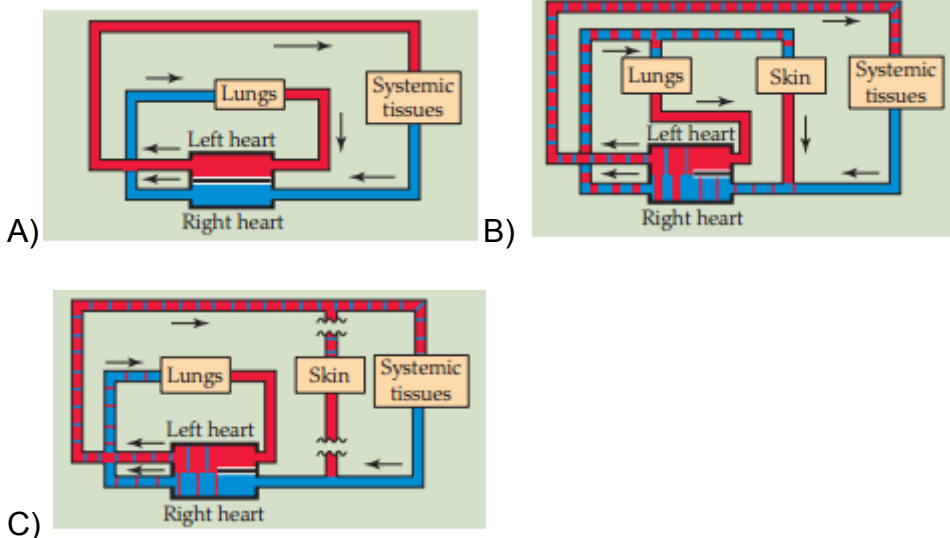 Lungs
Systemic
tissues
Left heart
Right heart
A)
Lungs
Skin
Systemic
tissues
Left heart
Right heart
B)
Lungs
Skin
Systemic
tissues
Left heart
Right heart
C)